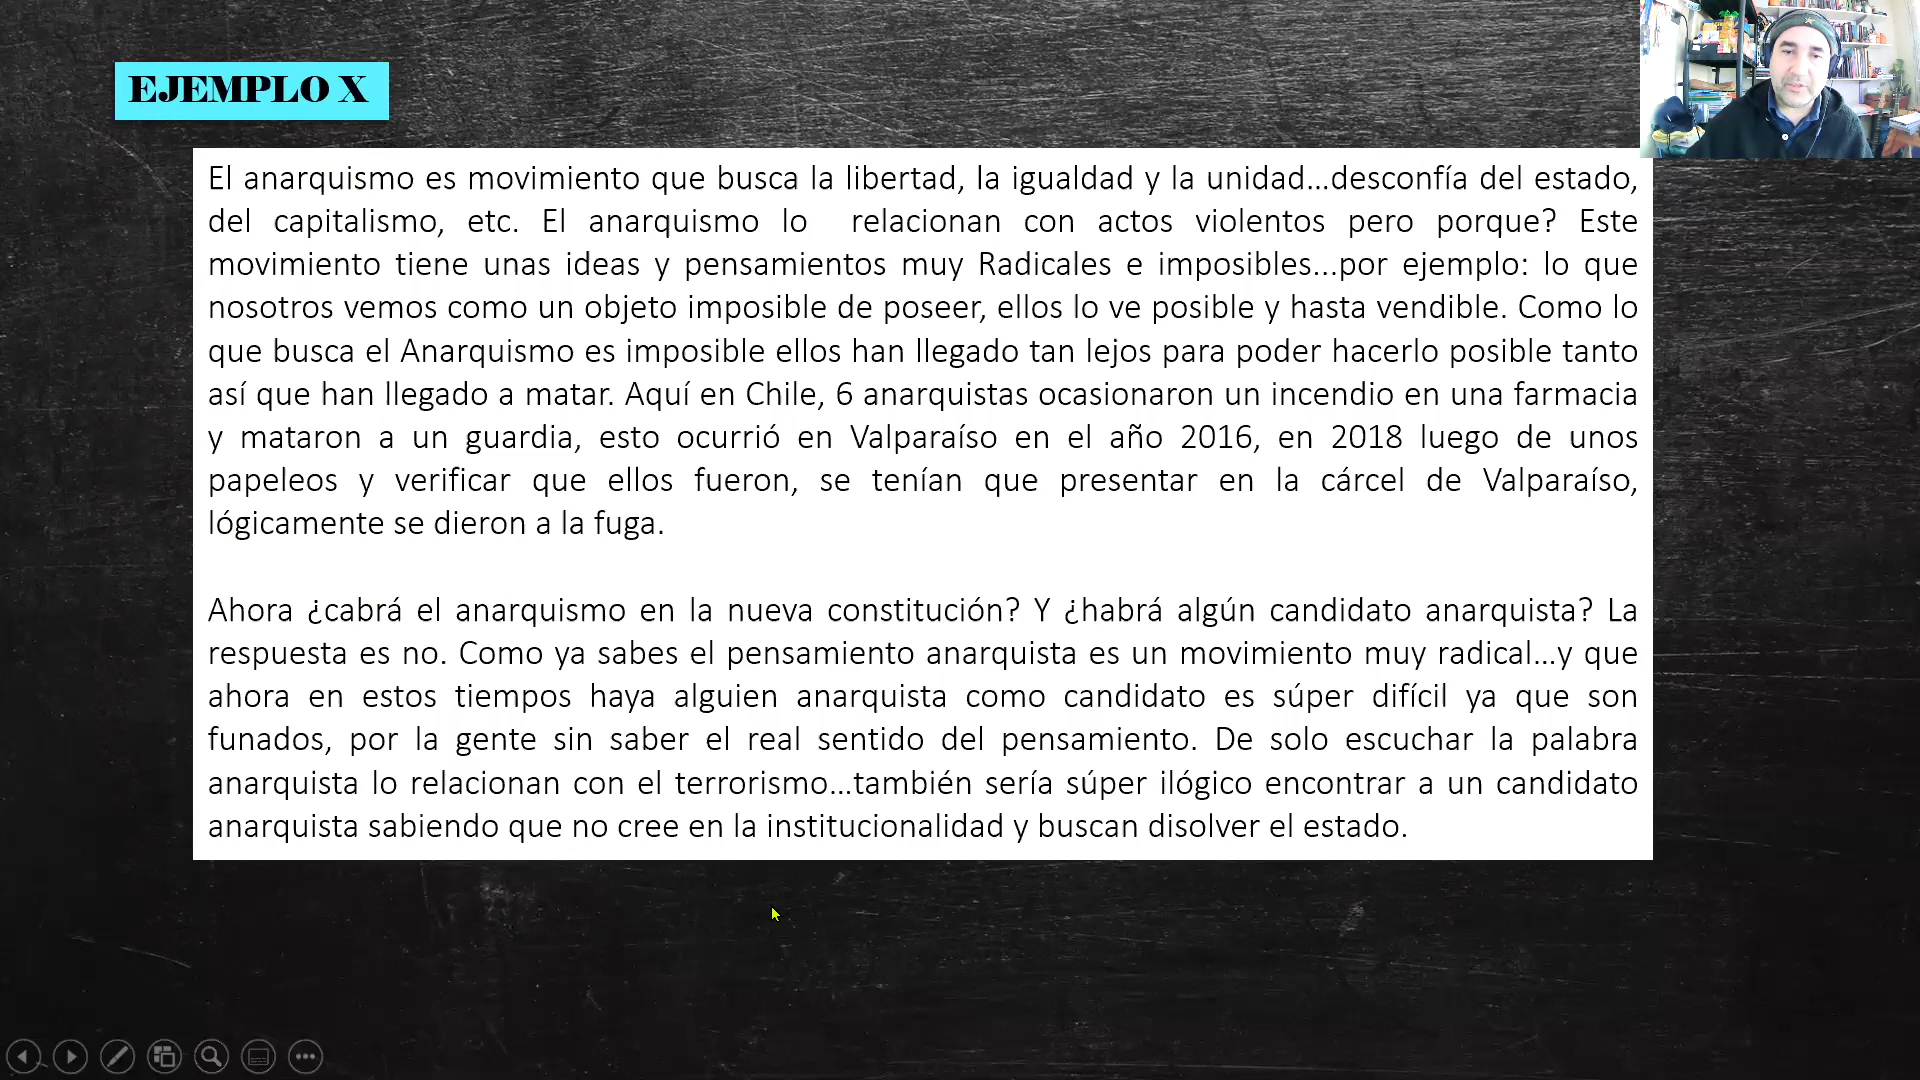 EJEMPLO X
El anarquismo es movimiento que busca la libertad, la igualdad y la unidad...desconfía del estado,
del capitalismo, etc. El anarquismo lo relacionan con actos violentos pero porque? Este
movimiento tiene unas ideas y pensamientos muy Radicales e imposibles...por ejemplo: lo que
nosotros vemos como un objeto imposible de poseer, ellos lo ve posible y hasta vendible. Como lo
que busca el Anarquismo es imposible ellos han llegado tan lejos para poder hacerlo posible tanto
así que han llegado a matar. Aquí en Chile, 6 anarquistas ocasionaron un incendio en una farmacia
y mataron a un guardia, esto ocurrió en Valparaíso en el año 2016, en 2018 luego de unos
papeleos y verificar que ellos fueron, se tenían que presentar en la cárcel de Valparaíso,
lógicamente se dieron a la fuga.
Ahora ¿cabrá el anarquismo en la nueva constitución? Y ¿habrá algún candidato anarquista? La
respuesta es no. Como ya sabes el pensamiento anarquista es un movimiento muy radical...y que
ahora en estos tiempos haya alguien anarquista como candidato es súper difícil ya que son
funados, por la gente sin saber el real sentido del pensamiento. De solo escuchar la palabra
anarquista lo relacionan con el terrorismo...también sería súper ilógico encontrar a un candidato
anarquista sabiendo que no cree en la institucionalidad y buscan disolver el estado.